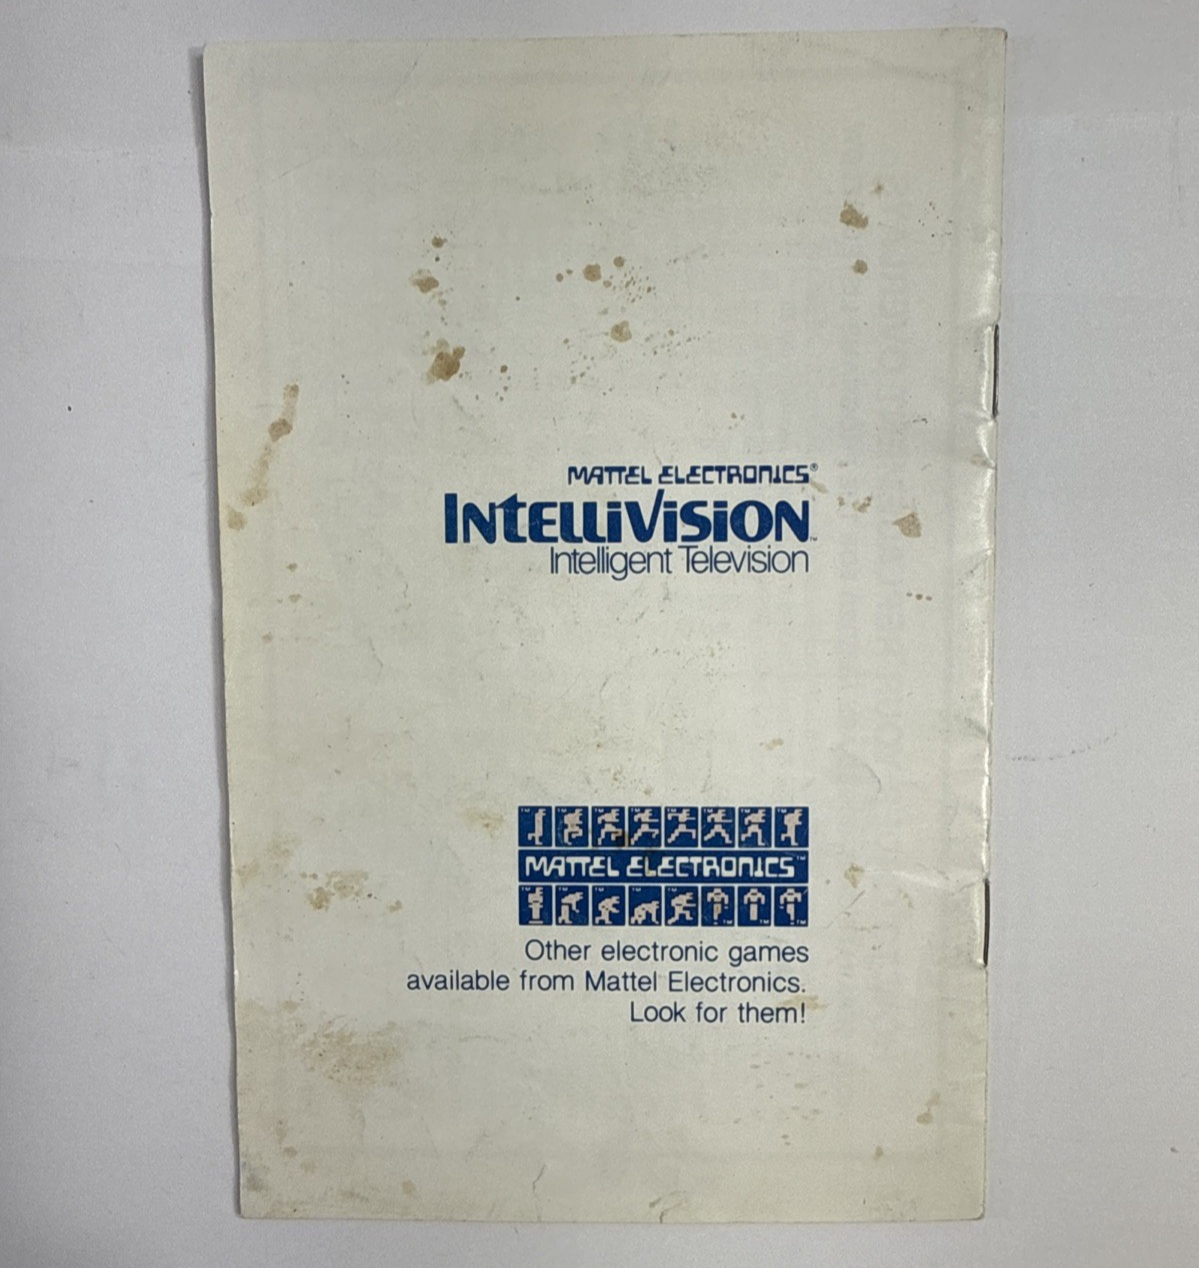 MATTEL ELECTRONICS®
INTELLIVISION™
Intelligent Television
MATTEL ELECTRONICS™
Other electronic games
available from Mattel Electronics.
Look for them!